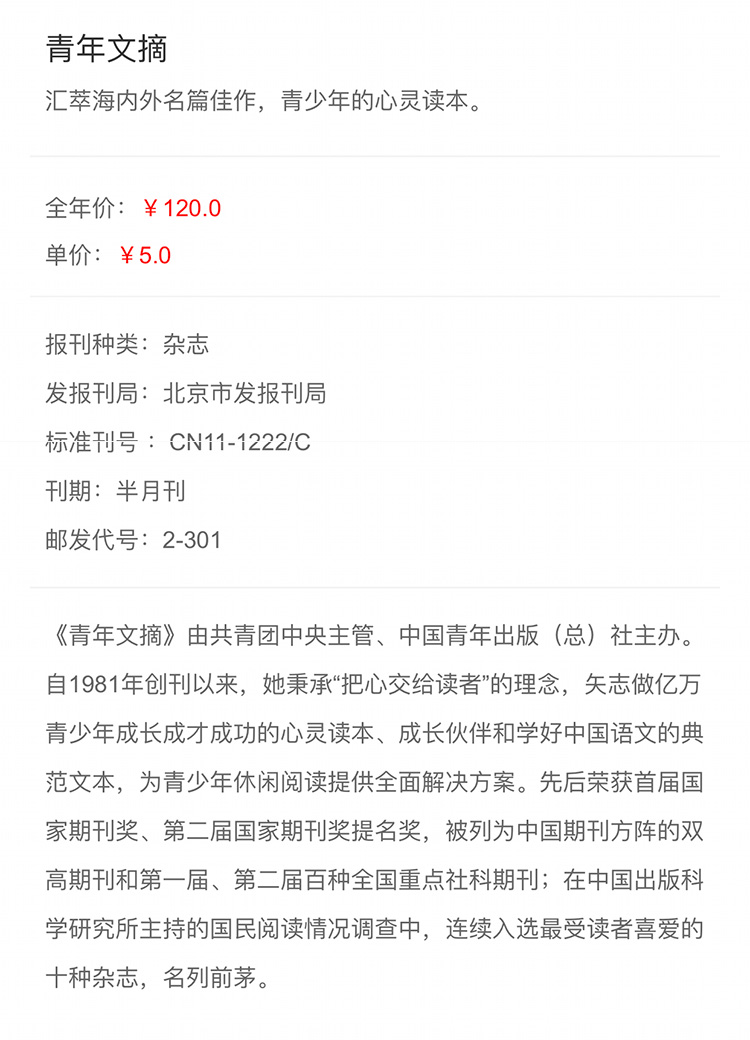 青年文摘
汇萃海内外名篇佳作，青少年的心灵读本。
全年价：￥120.0
单价：￥5.0
报刊种类：杂志
发报刊局：北京市发报刊局
标准刊号 ：CN11-1222/C
刊期：半月刊
邮发代号：2-301
《青年文摘》由共青团中央主管、中国青年出版（总）社主办。
自1981年创刊以来，她秉承“把心交给读者”的理念，矢志做亿万
青少年成长成才成功的心灵读本、成长伙伴和学好中国语文的典
范文本，为青少年休闲阅读提供全面解决方案。先后荣获首届国
家期刊奖、第二届国家期刊奖提名奖，被列为中国期刊方阵的双
高期刊和第一届、第二届百种全国重点社科期刊；在中国出版科
学研究所主持的国民阅读情况调查中，连续入选最受读者喜爱的
十种杂志，名列前茅。